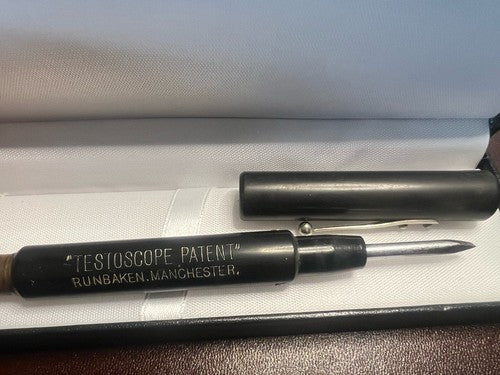 "TESTOSCOPE PATENT"
RUNBAKEN. MANCHESTER.